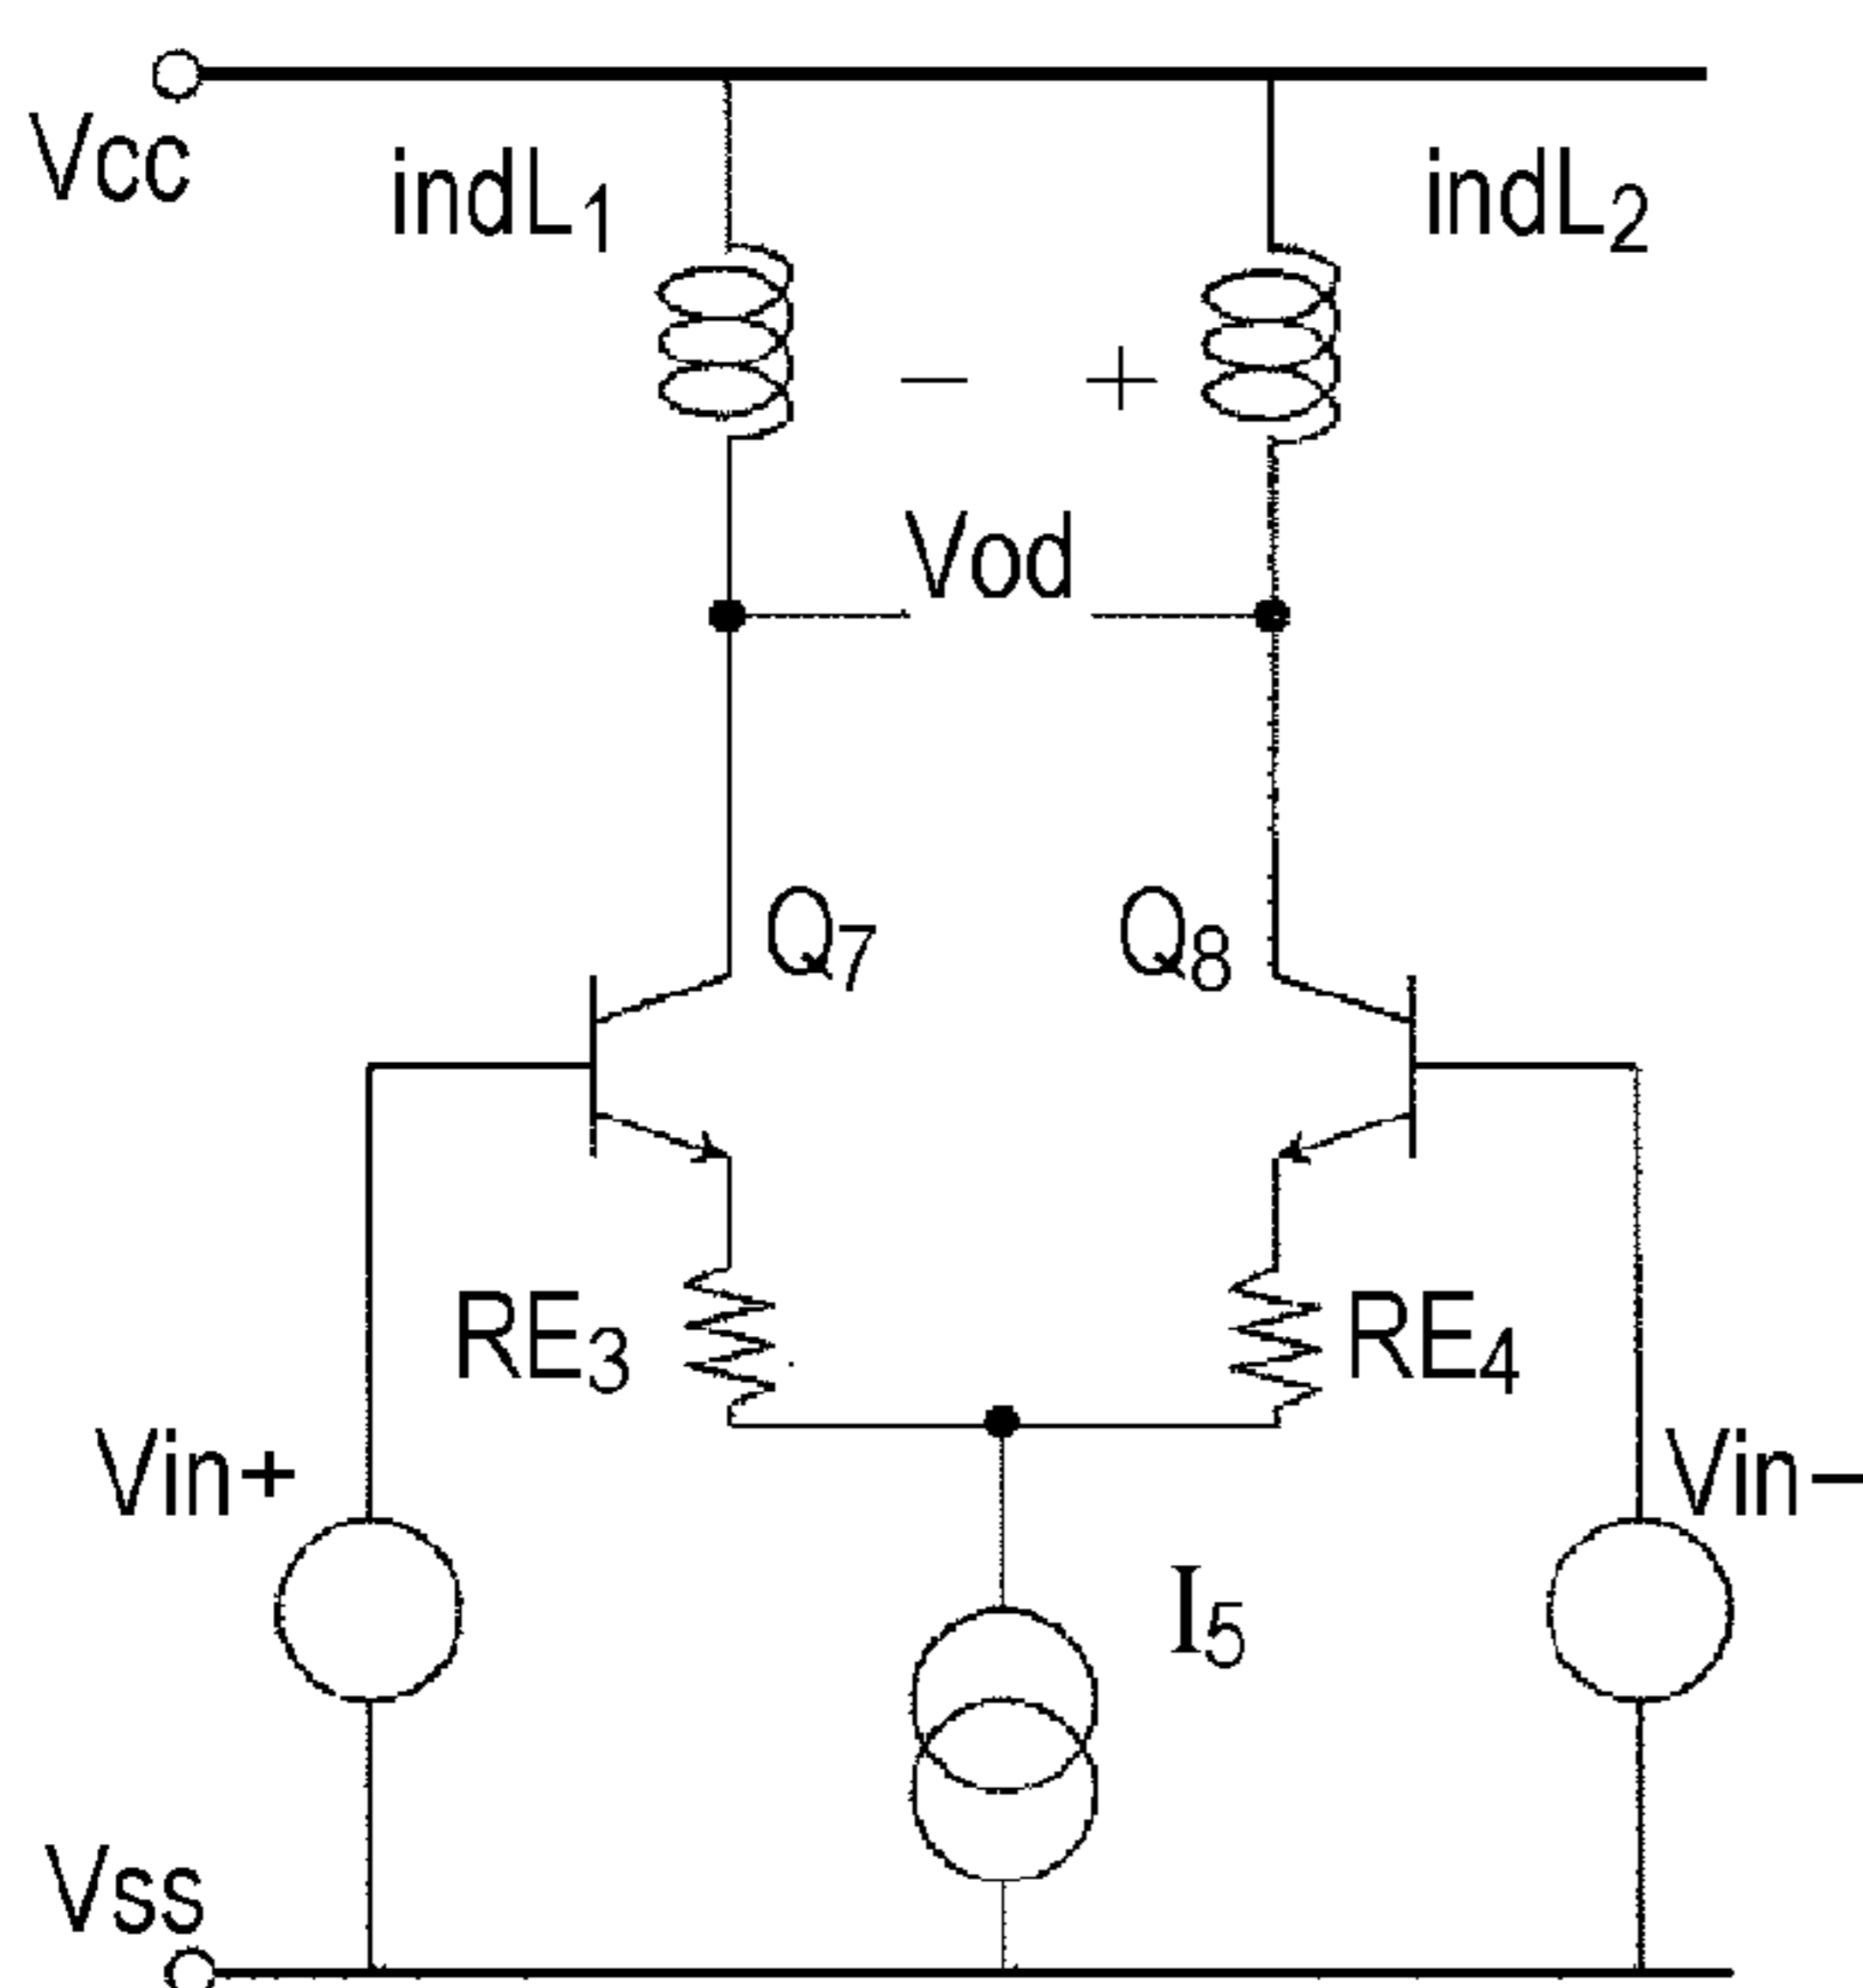 Vcc
indL1
indL2
− +
Vod
Q7
Q8
RE3
RE4
Vin+
Vin−
I5
Vss